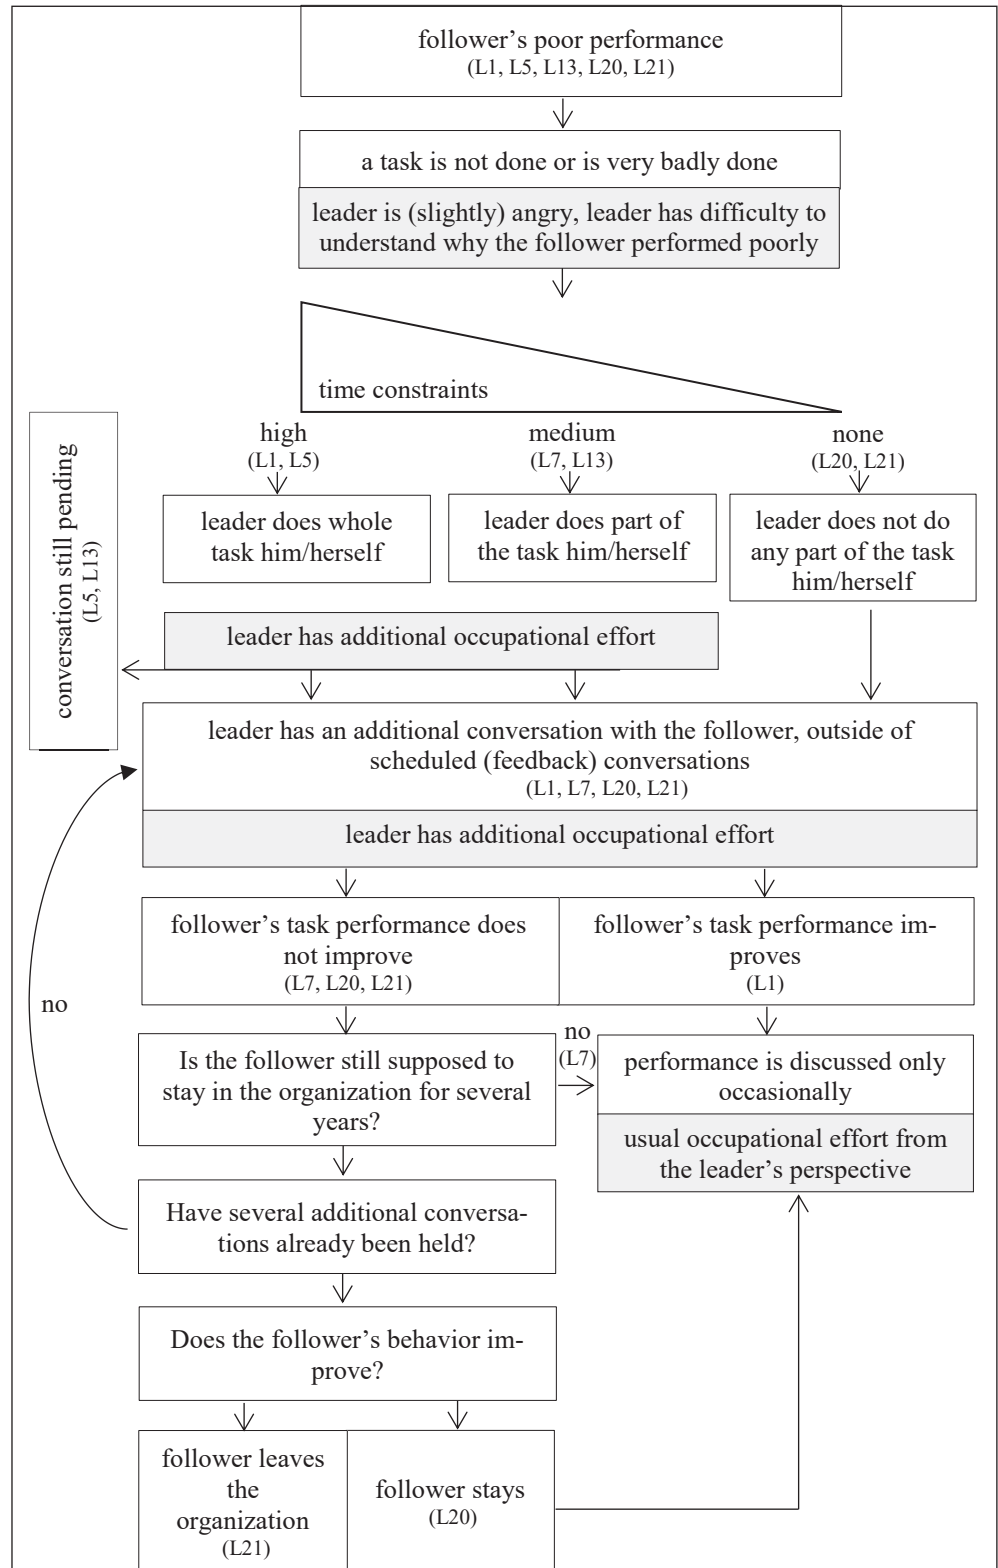 follower’s poor performance
(L1, L5, L13, L20, L21)
a task is not done or is very badly done
leader is (slightly) angry, leader has difficulty to
understand why the follower performed poorly
time constraints
high
(L1, L5)
medium
(L7, L13)
none
(L20, L21)
conversation still pending
(L5, L13)
leader does whole
task him/herself
leader does part of
the task him/herself
leader does not do
any part of the task
him/herself
leader has additional occupational effort
leader has an additional conversation with the follower, outside of
scheduled (feedback) conversations
(L1, L7, L20, L21)
leader has additional occupational effort
follower’s task performance does
not improve
(L7, L20, L21)
follower’s task performance im-
proves
(L1)
no
Is the follower still supposed to
stay in the organization for several
years?
no
(L7)
performance is discussed only
occasionally
usual occupational effort from
the leader’s perspective
Have several additional conversa-
tions already been held?
Does the follower’s behavior im-
prove?
follower leaves
the
organization
(L21)
follower stays
(L20)